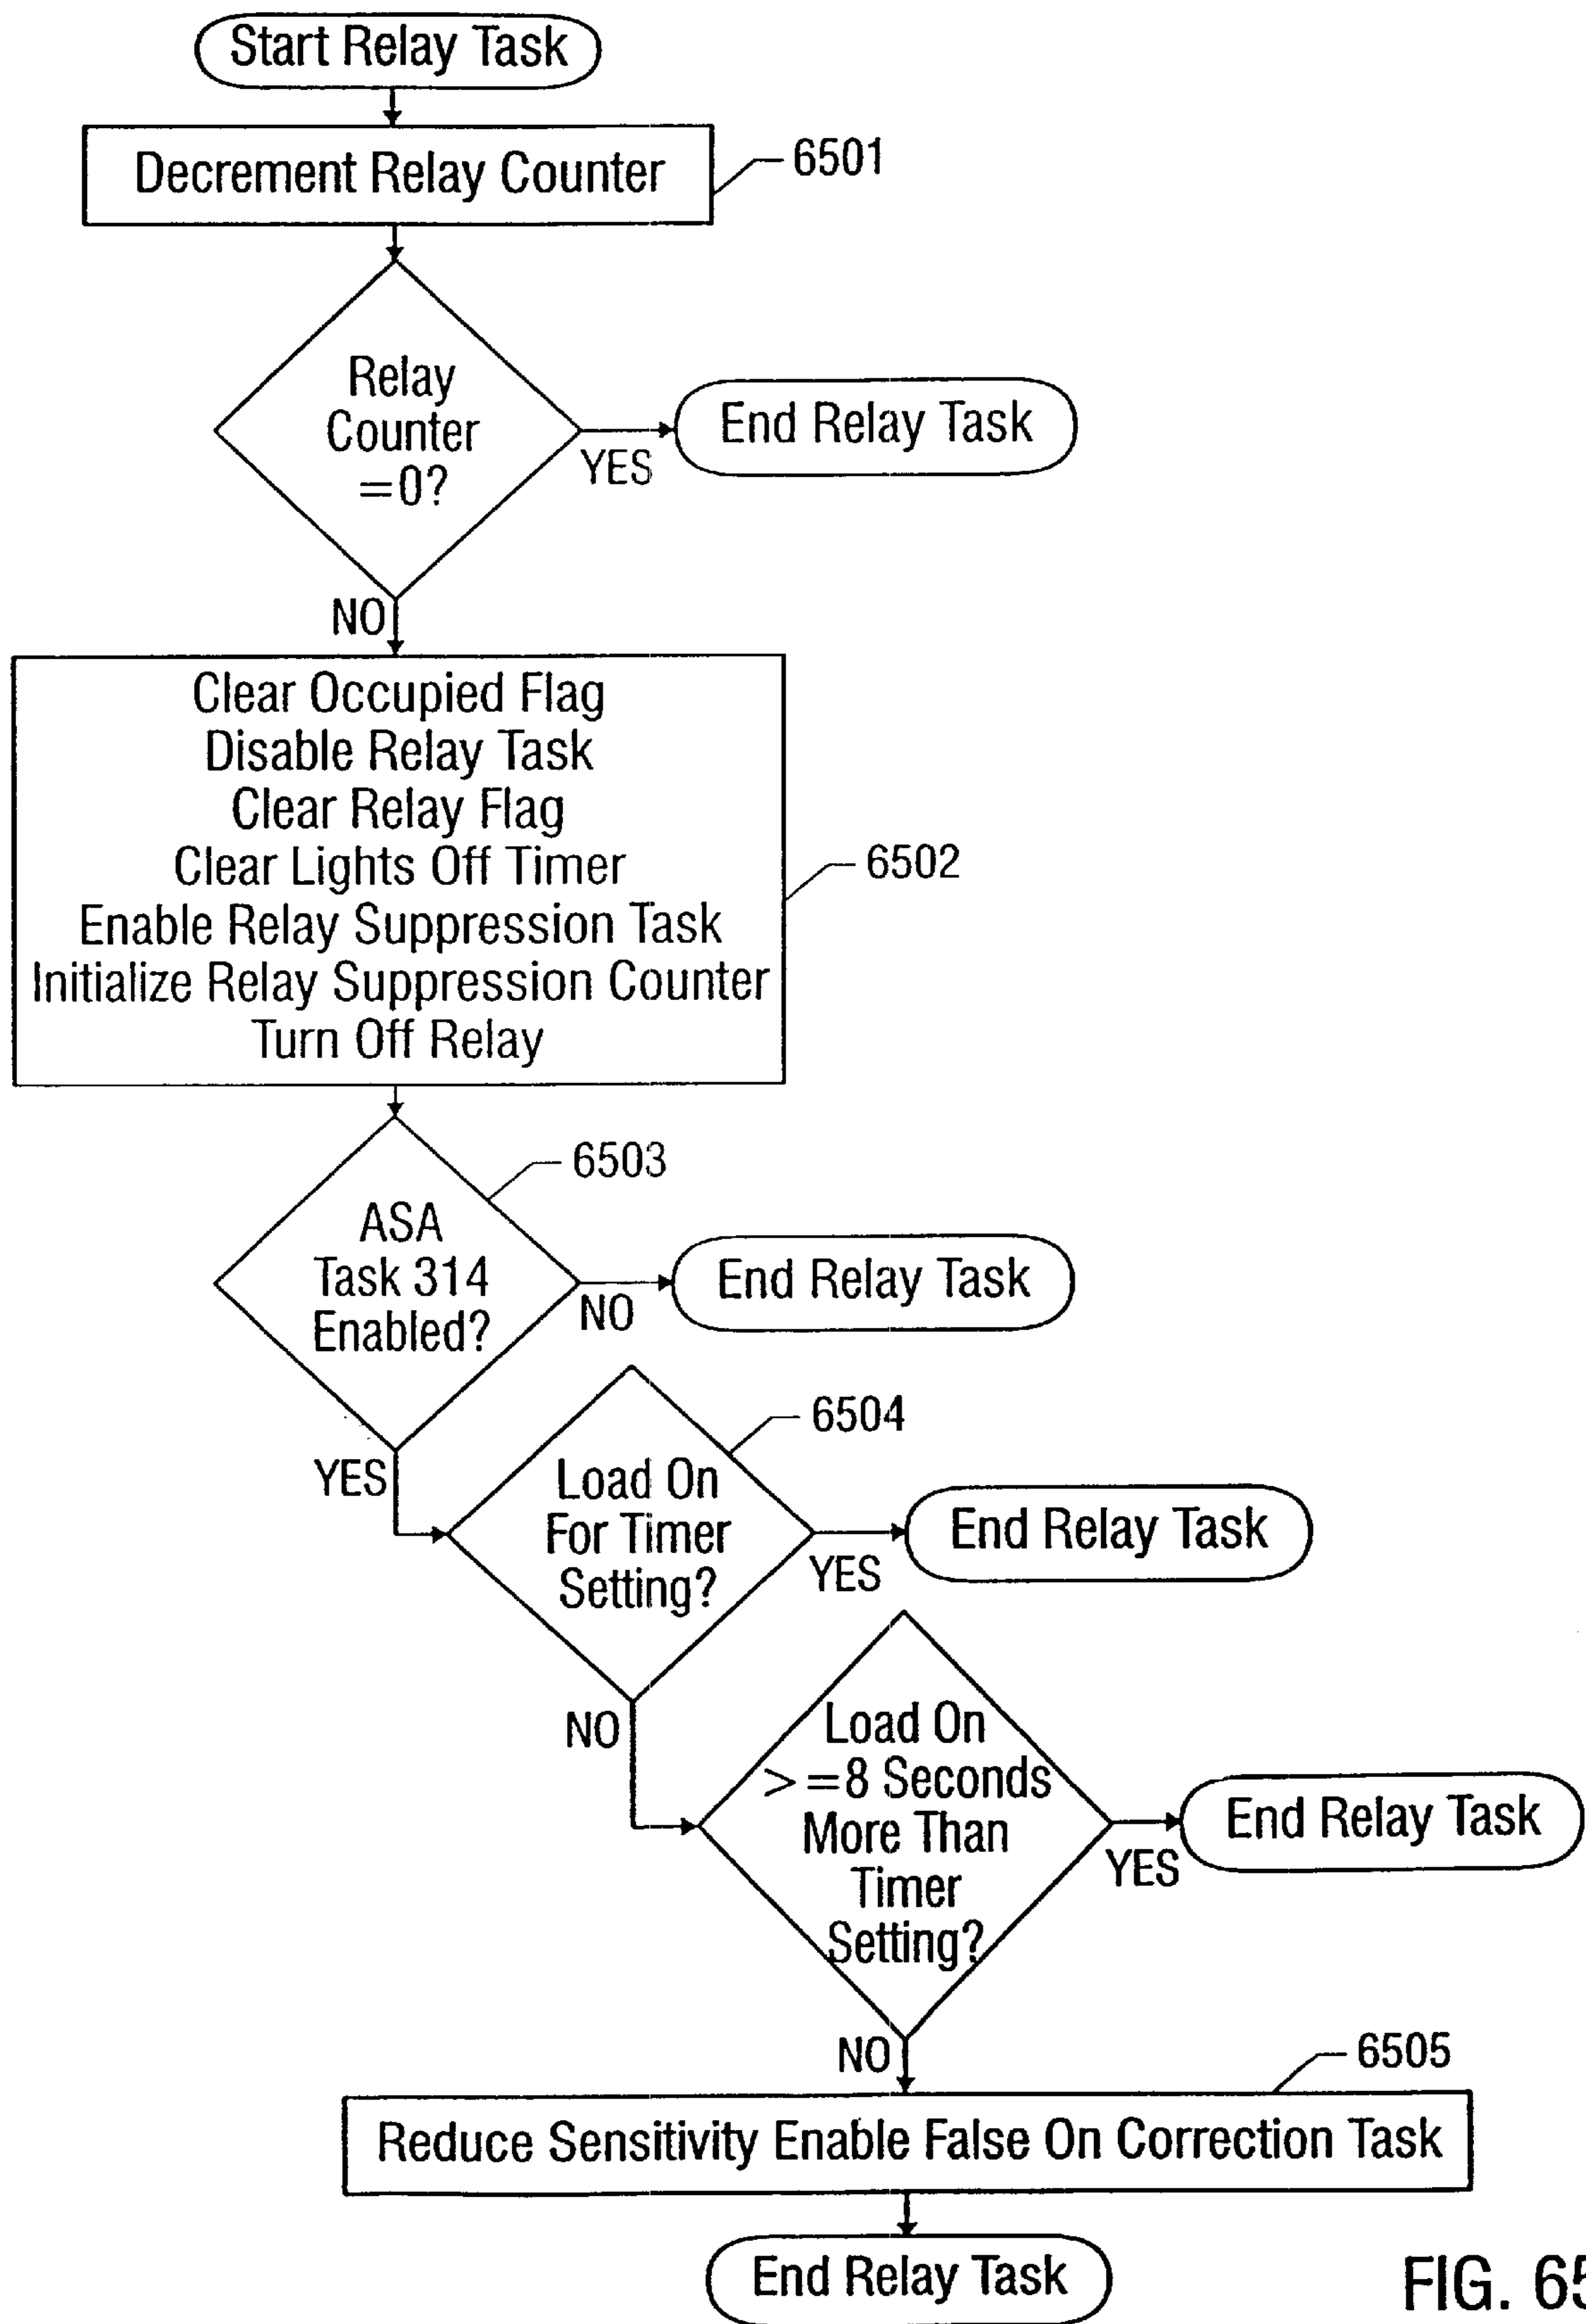 Start Relay Task
Decrement Relay Counter
6501
Relay
Counter
=0?
YES
End Relay Task
NO
Clear Occupied Flag
Disable Relay Task
Clear Relay Flag
Clear Lights Off Timer
Enable Relay Suppression Task
Initialize Relay Suppression Counter
Turn Off Relay
6502
6503
ASA
Task 314
Enabled?
NO
End Relay Task
YES
6504
Load On
For Timer
Setting?
YES
End Relay Task
NO
Load On
>=8 Seconds
More Than
Timer
Setting?
YES
End Relay Task
NO
6505
Reduce Sensitivity Enable False On Correction Task
End Relay Task
FIG. 65